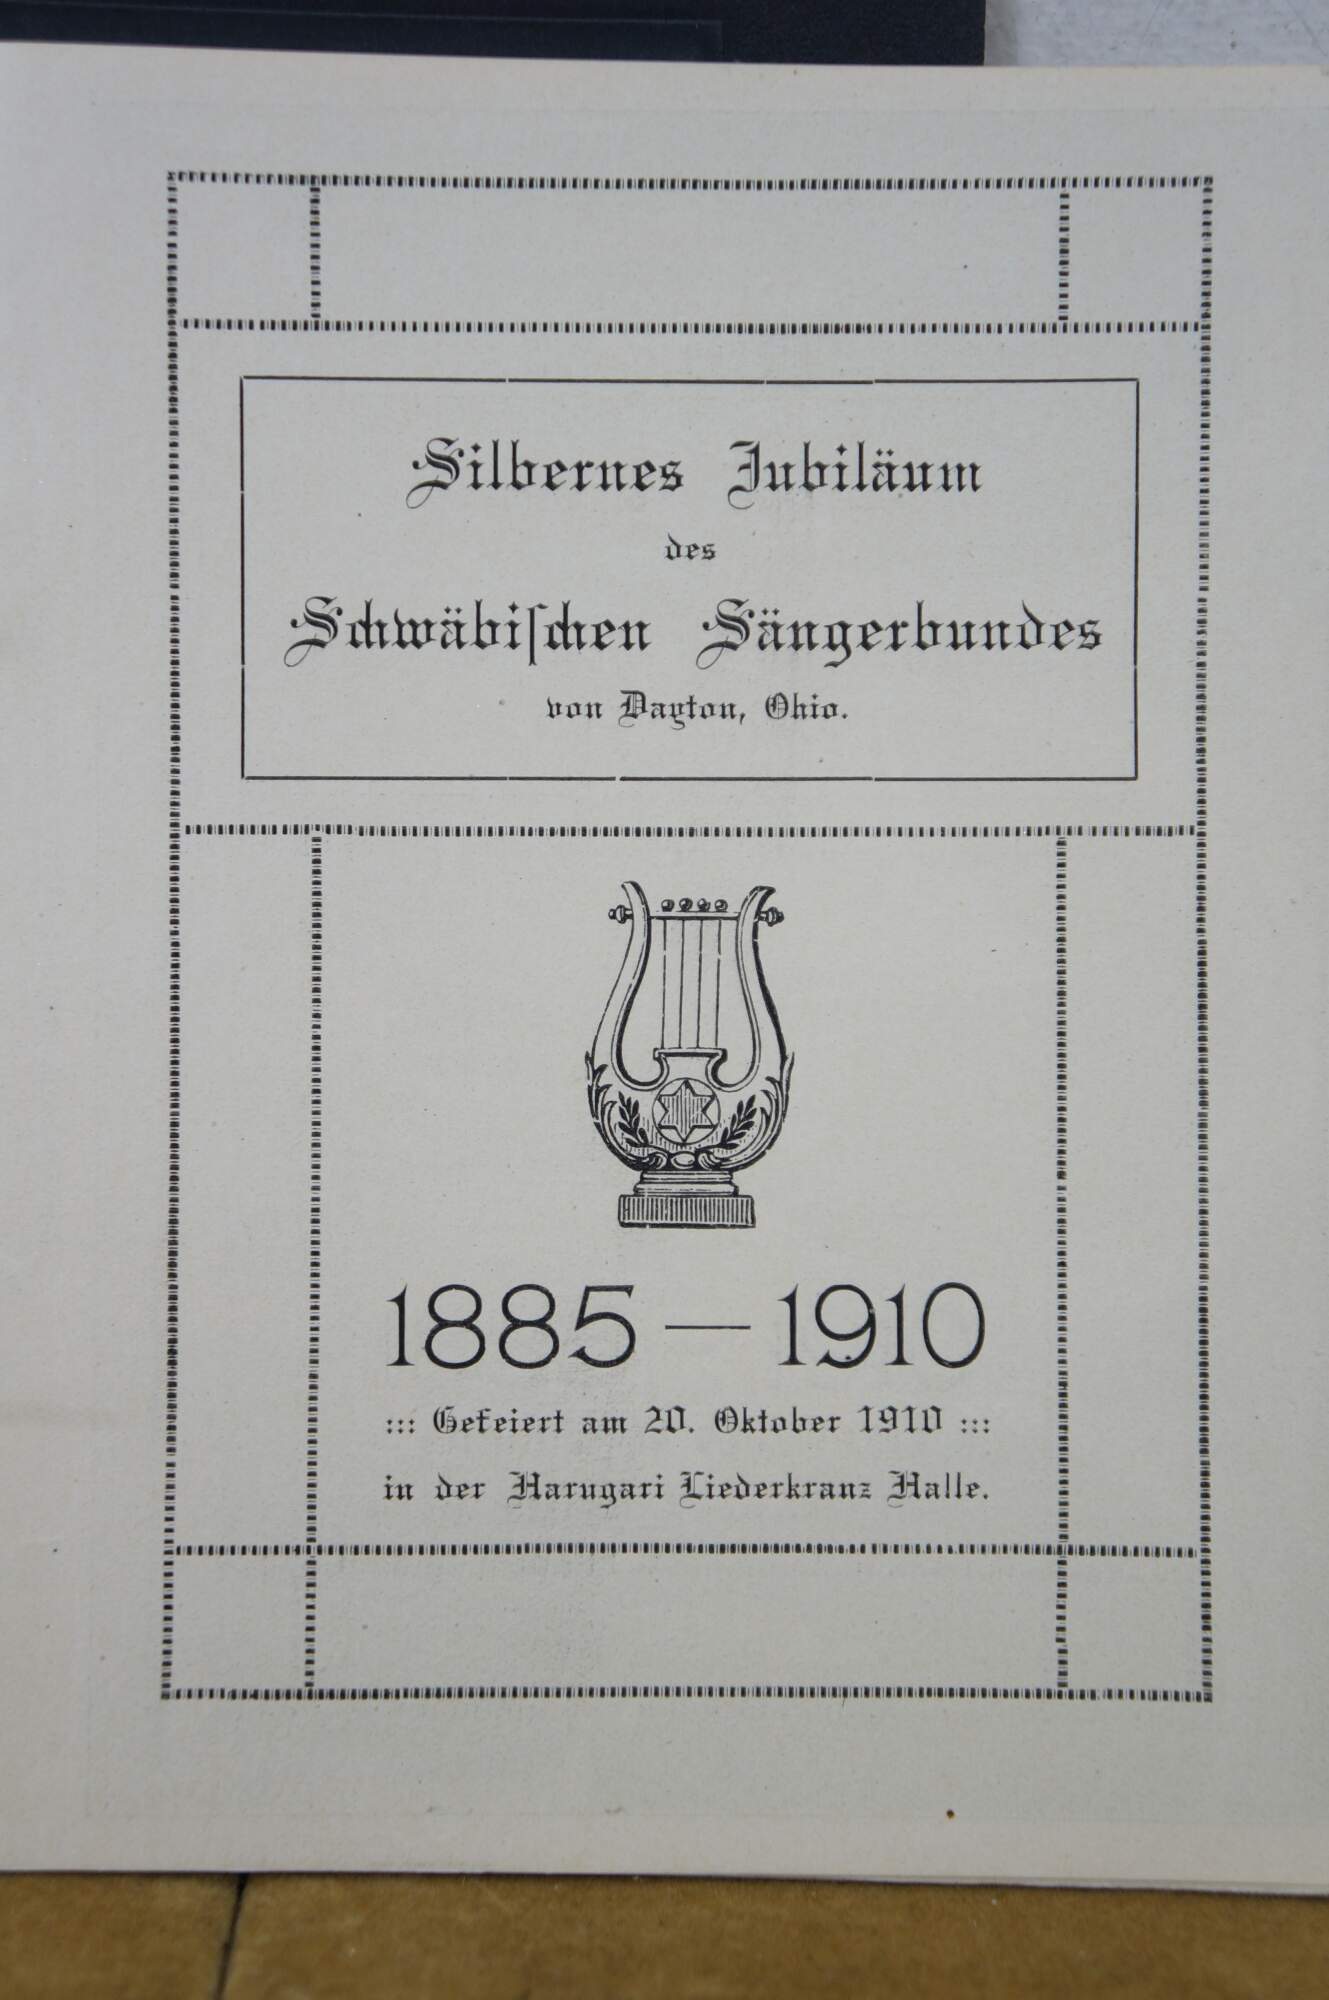 Silbernes Jubiläum
des
Schwäbiſchen Sängerbundes
von Dayton, Ohio.
1885 — 1910
::: Gefeiert am 20. Oktober 1910 :::
in der Harugari Liederkranz Halle.